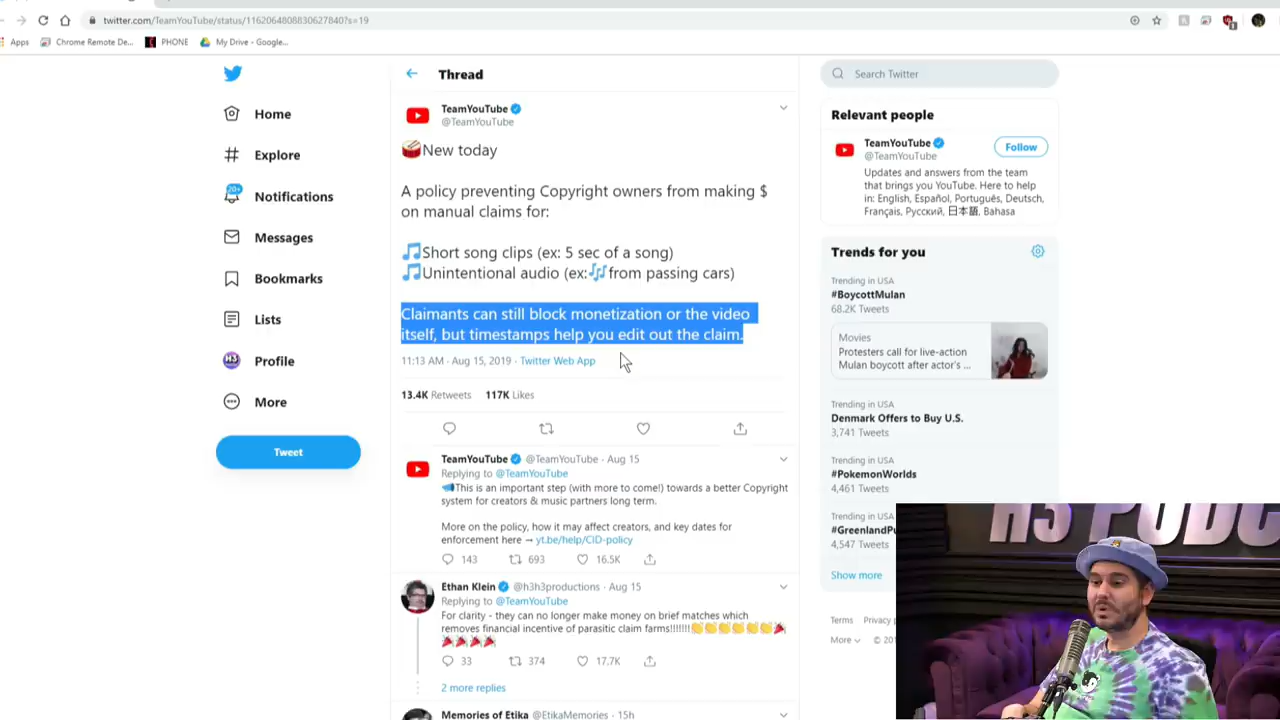 twitter.com/TeamYouTube/status/1162064808830627840?s=19
Apps
Chrome Remote De...
PHONE
My Drive - Google...
Home
Explore
20+
Notifications
Messages
Bookmarks
Lists
Profile
More
Tweet
Thread
TeamYouTube
@TeamYouTube
🥁New today
A policy preventing Copyright owners from making $
on manual claims for:
🎵Short song clips (ex: 5 sec of a song)
🎵Unintentional audio (ex:🎶from passing cars)
Claimants can still block monetization or the video
itself, but timestamps help you edit out the claim.
11:13 AM · Aug 15, 2019 · Twitter Web App
13.4K Retweets 117K Likes
TeamYouTube @TeamYouTube · Aug 15
Replying to @TeamYouTube
📣This is an important step (with more to come!) towards a better Copyright
system for creators & music partners long term.
More on the policy, how it may affect creators, and key dates for
enforcement here → yt.be/help/CID-policy
143 693 16.5K
Ethan Klein @h3h3productions · Aug 15
Replying to @TeamYouTube
For clarity - they can no longer make money on brief matches which
removes financial incentive of parasitic claim farms!!!!!!!👏👏👏👏👏👏🎉
🎉🎉🎉🎉
33 374 17.7K
2 more replies
Memories of Etika @EtikaMemories · 15h
Search Twitter
Relevant people
TeamYouTube
@TeamYouTube
Follow
Updates and answers from the team
that brings you YouTube. Here to help
in: English, Español, Português, Deutsch,
Français, Русский, 日本語, Bahasa
Trends for you
Trending in USA
#BoycottMulan
68.2K Tweets
Movies
Protesters call for live-action
Mulan boycott after actor's ...
Trending in USA
Denmark Offers to Buy U.S.
3,741 Tweets
Trending in USA
#PokemonWorlds
4,461 Tweets
Trending in USA
#GreenlandPu
4,547 Tweets
Show more
Terms Privacy
More © 201
H3 PODC